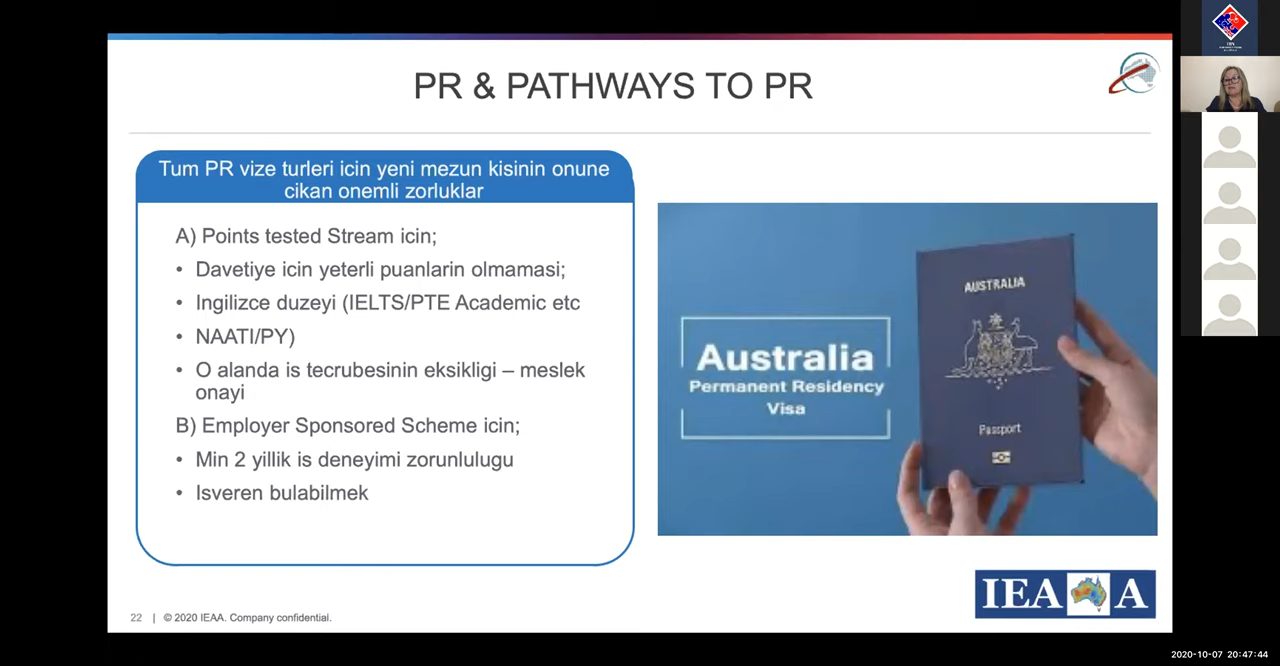 PR & PATHWAYS TO PR
Tum PR vize turleri icin yeni mezun kisinin onune
cikan onemli zorluklar
A) Points tested Stream icin;
• Davetiye icin yeterli puanlarin olmamasi;
• Ingilizce duzeyi (IELTS/PTE Academic etc
• NAATI/PY)
• O alanda is tecrubesinin eksikligi – meslek
onayi
B) Employer Sponsored Scheme icin;
• Min 2 yillik is deneyimi zorunlulugu
• Isveren bulabilmek
Australia
Permanent Residency
Visa
AUSTRALIA
Passport
IEAA
22 | © 2020 IEAA. Company confidential.
2020-10-07 20:47:44